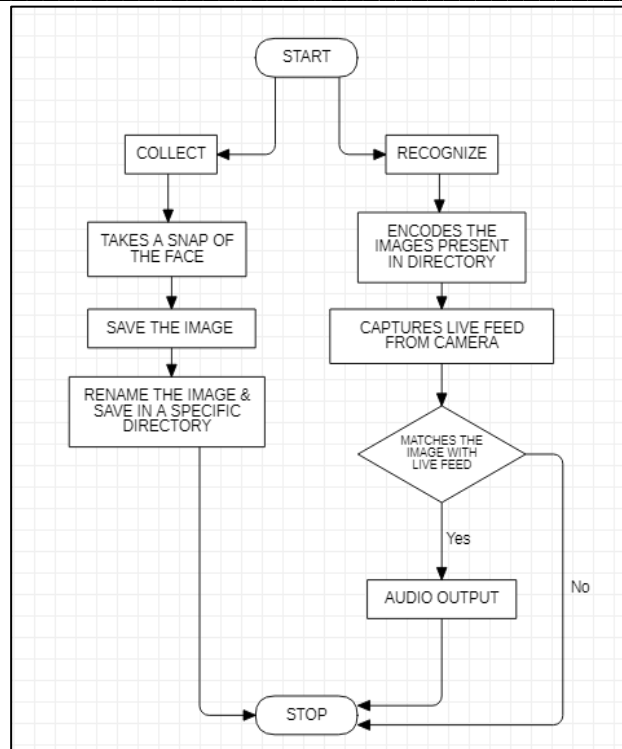 START
COLLECT
RECOGNIZE
TAKES A SNAP OF
THE FACE
ENCODES THE
IMAGES PRESENT
IN DIRECTORY
SAVE THE IMAGE
CAPTURES LIVE FEED
FROM CAMERA
RENAME THE IMAGE &
SAVE IN A SPECIFIC
DIRECTORY
MATCHES THE
IMAGE WITH
LIVE FEED
Yes
No
AUDIO OUTPUT
STOP